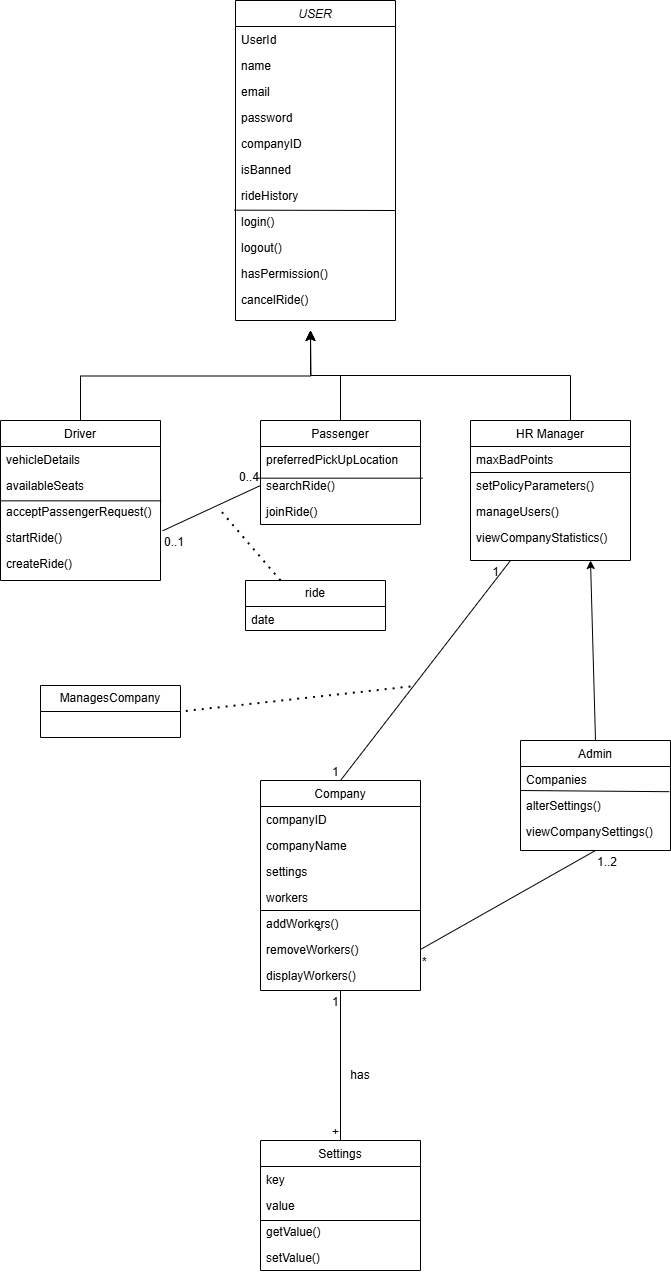 USER
UserId
name
email
password
companyID
isBanned
rideHistory
login()
logout()
hasPermission()
cancelRide()
Driver
vehicleDetails
availableSeats
acceptPassengerRequest()
startRide()
createRide()
Passenger
preferredPickUpLocation
searchRide()
joinRide()
HR Manager
maxBadPoints
setPolicyParameters()
manageUsers()
viewCompanyStatistics()
0..4
0..1
ride
date
1
ManagesCompany
1
Admin
Companies
alterSettings()
viewCompanySettings()
1..2
Company
companyID
companyName
settings
workers
addWorkers()
*
removeWorkers()
displayWorkers()
*
1
has
+
Settings
key
value
getValue()
setValue()